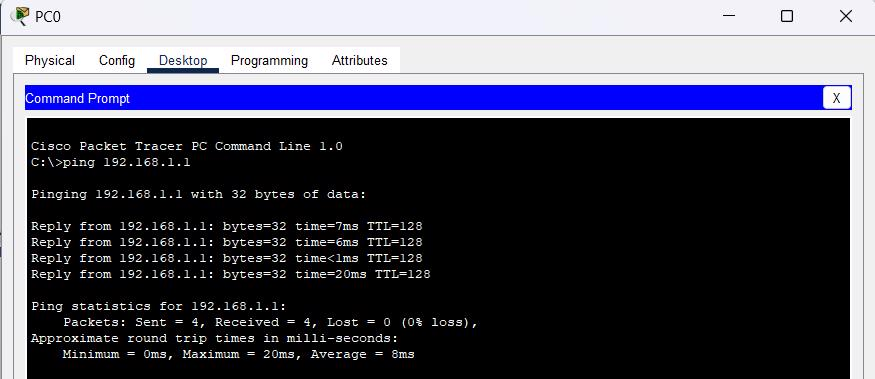 PC0
Physical Config Desktop Programming Attributes
Command Prompt
X
Cisco Packet Tracer PC Command Line 1.0
C:\>ping 192.168.1.1
Pinging 192.168.1.1 with 32 bytes of data:
Reply from 192.168.1.1: bytes=32 time=7ms TTL=128
Reply from 192.168.1.1: bytes=32 time=6ms TTL=128
Reply from 192.168.1.1: bytes=32 time<1ms TTL=128
Reply from 192.168.1.1: bytes=32 time=20ms TTL=128
Ping statistics for 192.168.1.1:
Packets: Sent = 4, Received = 4, Lost = 0 (0% loss),
Approximate round trip times in milli-seconds:
Minimum = 0ms, Maximum = 20ms, Average = 8ms